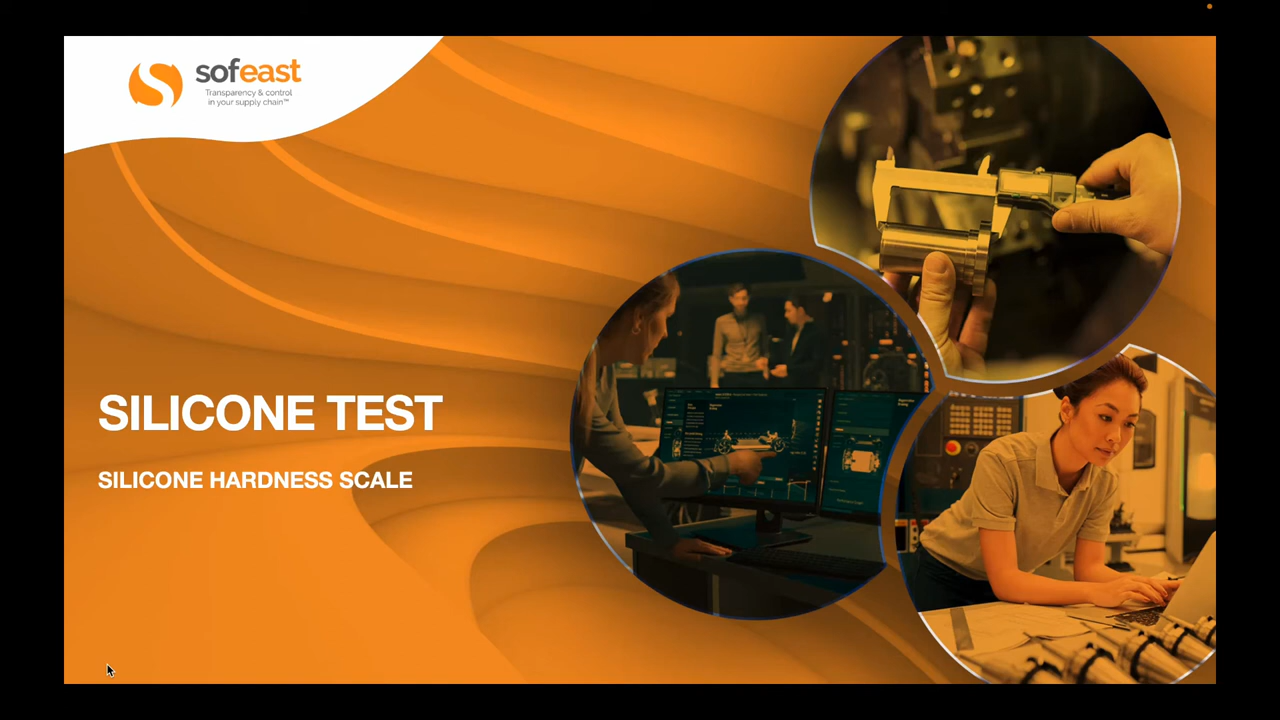 sofeast
Transparency & control
in your supply chain™
SILICONE TEST
SILICONE HARDNESS SCALE